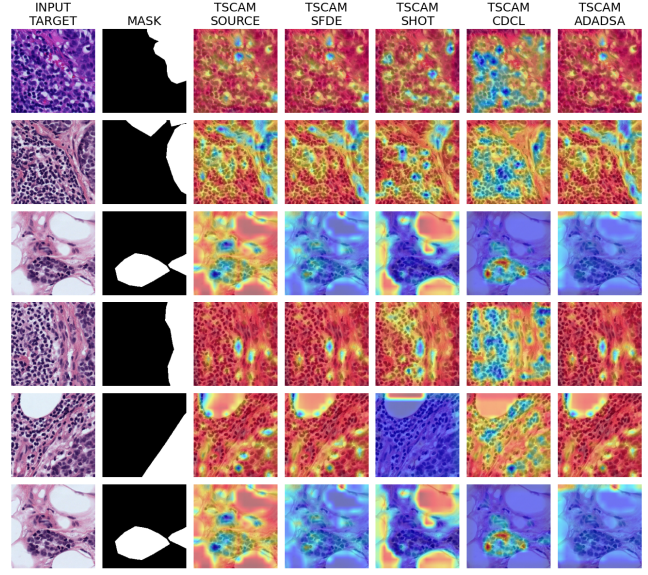 INPUT TARGET
MASK
TSCAM SOURCE
TSCAM SFDE
TSCAM SHOT
TSCAM CDCL
TSCAM ADADSA